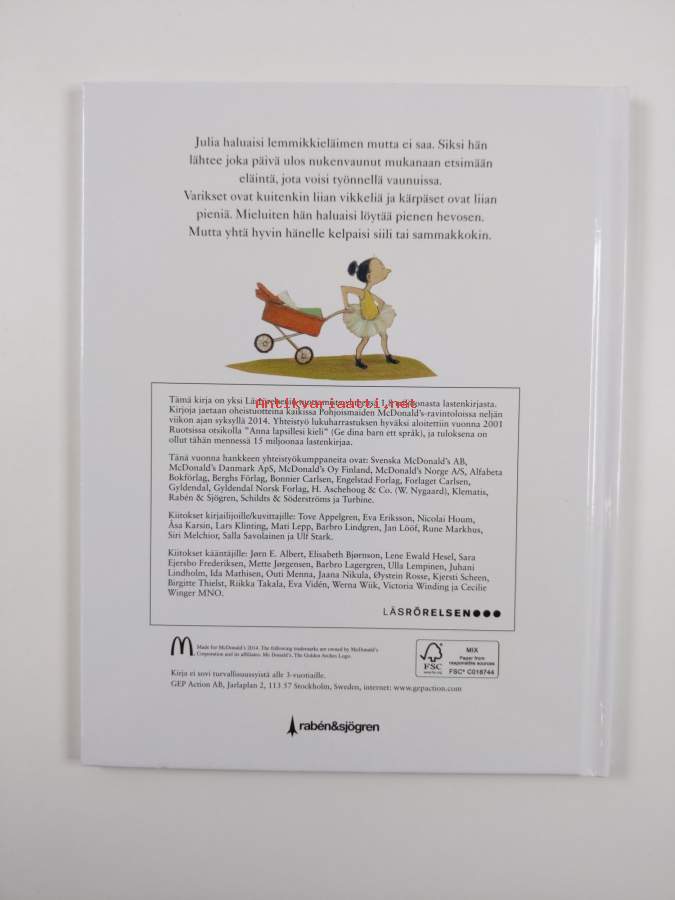 Julia haluaisi lemmikkieläimen mutta ei saa. Siksi hän
lähtee joka päivä ulos nukenvaunut mukanaan etsimään
eläintä, jota voisi työnnellä vaunuissa.
Varikset ovat kuitenkin liian vikkeliä ja kärpäset ovat liian
pieniä. Mieluiten hän haluaisi löytää pienen hevosen.
Mutta yhtä hyvin hänelle kelpaisi siili tai sammakkokin.
Tämä kirja on yksi 1,8 miljoonasta lastenkirjasta.
Antikvariaatti.net
Kirjoja jaetaan oheistuotteina kaikissa Pohjoismaiden McDonald's-ravintoloissa neljän
viikon ajan syksyllä 2014. Yhteistyö lukuharrastuksen hyväksi aloitettiin vuonna 2001
Ruotsissa otsikolla "Anna lapsillesi kieli" (Ge dina barn ett språk), ja tuloksena on
ollut tähän mennessä 15 miljoonaa lastenkirjaa.
Tänä vuonna hankkeen yhteistyökumppaneita ovat: Svenska McDonald's AB,
McDonald's Danmark ApS, McDonald's Oy Finland, McDonald's Norge A/S, Alfabeta
Bokförlag, Berghs Förlag, Bonnier Carlsen, Engelstad Forlag, Forlaget Carlsen,
Gyldendal, Gyldendal Norsk Forlag, H. Aschehoug & Co. (W. Nygaard), Klematis,
Rabén & Sjögren, Schildts & Söderströms ja Turbine.
Kiitokset kirjailijoille/kuvittajille: Tove Appelgren, Eva Eriksson, Nicolai Houm,
Åsa Karsin, Lars Klinting, Mati Lepp, Barbro Lindgren, Jan Lööf, Rune Markhus,
Siri Melchior, Salla Savolainen ja Ulf Stark.
Kiitokset kääntäjille: Jørn E. Albert, Elisabeth Bjørnson, Lene Ewald Hesel, Sara
Ejersbo Frederiksen, Mette Jørgensen, Barbro Lagergren, Ulla Lempinen, Juhani
Lindholm, Ida Mathisen, Outi Menna, Jaana Nikula, Øystein Rosse, Kjersti Scheen,
Birgitte Thielst, Riikka Takala, Eva Vidén, Werna Wiik, Victoria Winding ja Cecilie
Winger MNO.
LÄSRÖRELSEN
Made for McDonald's 2014. The following trademarks are owned by McDonald's
Corporation and its affiliates: Mc Donald's, The Golden Arches Logo.
FSC
www.fsc.org
MIX
Paper from
responsible sources
FSC® C018744
Kirja ei sovi turvallisuussyistä alle 3-vuotiaille.
GEP Action AB, Jarlaplan 2, 113 57 Stockholm, Sweden, internet: www.gepaction.com
rabén&sjögren